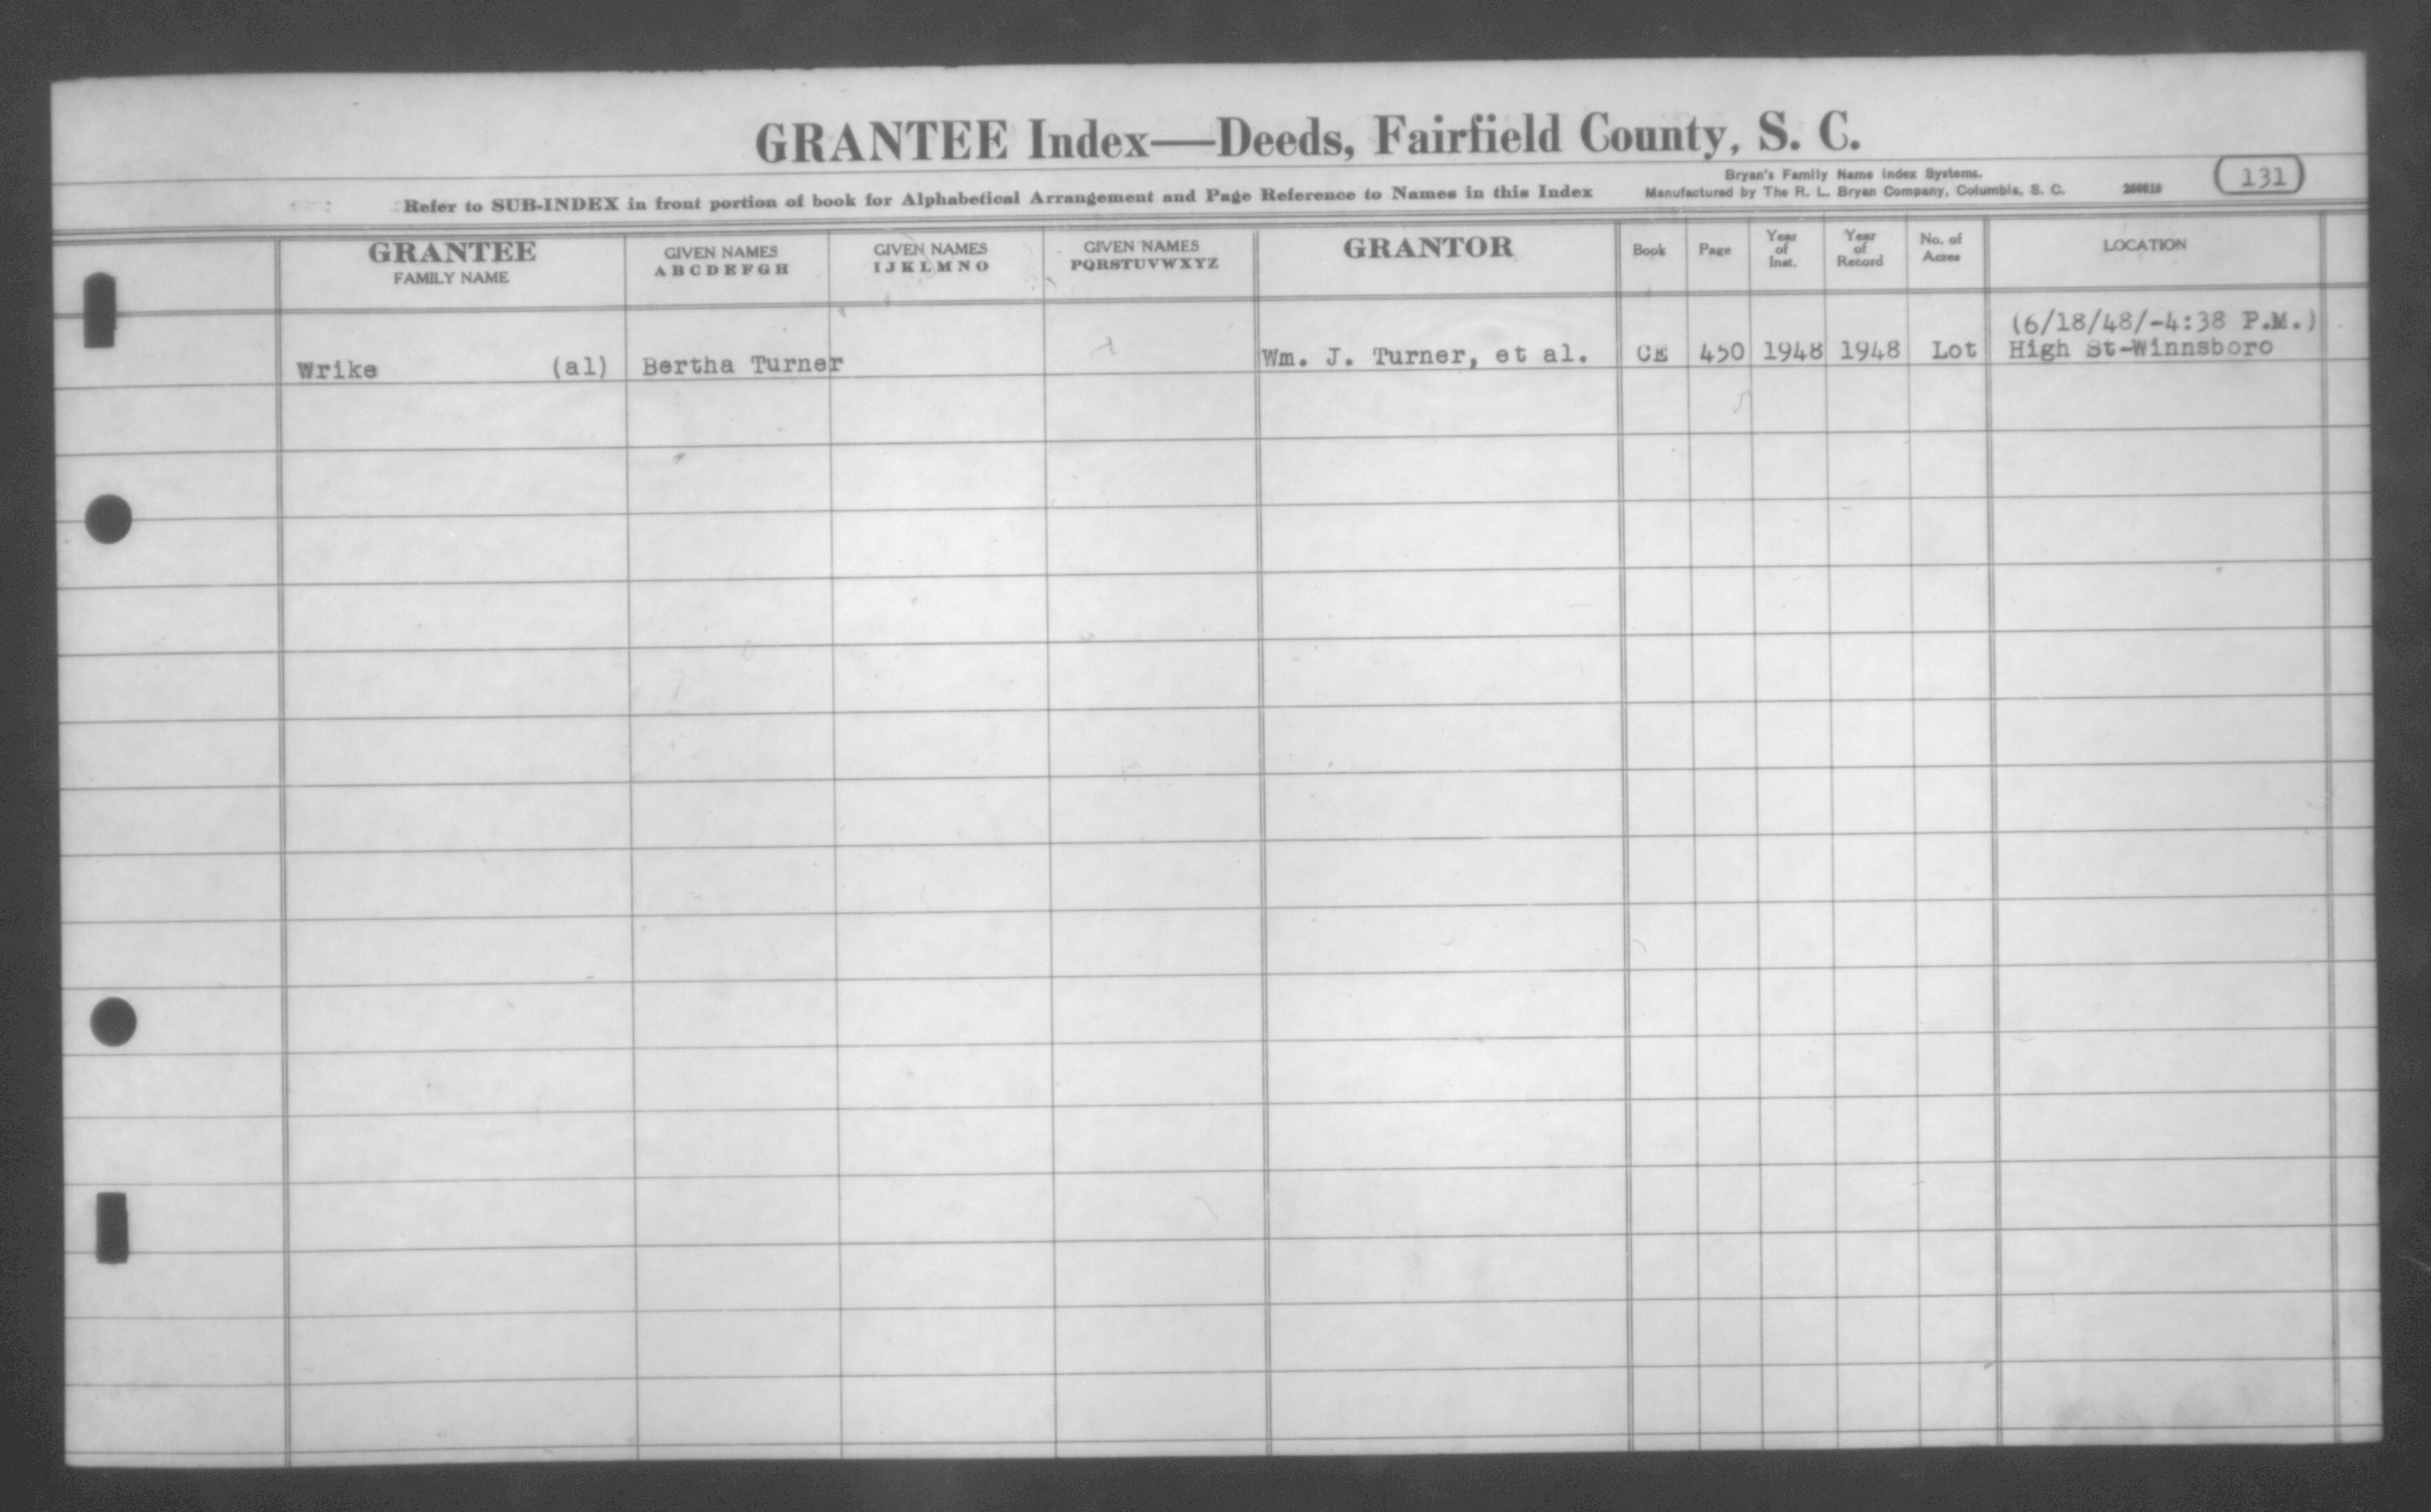 GRANTEE Index—Deeds, Fairfield County, S. C.
Bryan's Family Name Index Systems.
Refer to SUB-INDEX in front portion of book for Alphabetical Arrangement and Page Reference to Names in this Index
Manufactured by The R. L. Bryan Company, Columbia, S. C.
131
GRANTEE
FAMILY NAME
GIVEN NAMES
A B C D E F G H
GIVEN NAMES
I J K L M N O
GIVEN NAMES
PQRSTUVWXYZ
GRANTOR
Book
Page
Year
of
Inst.
Year
of
Record
No. of
Acres
LOCATION
(6/18/48/-4:38 P.M.)
Wrike (al) Bertha Turner Wm. J. Turner, et al. CE 450 1948 1948 Lot High St-Winnsboro